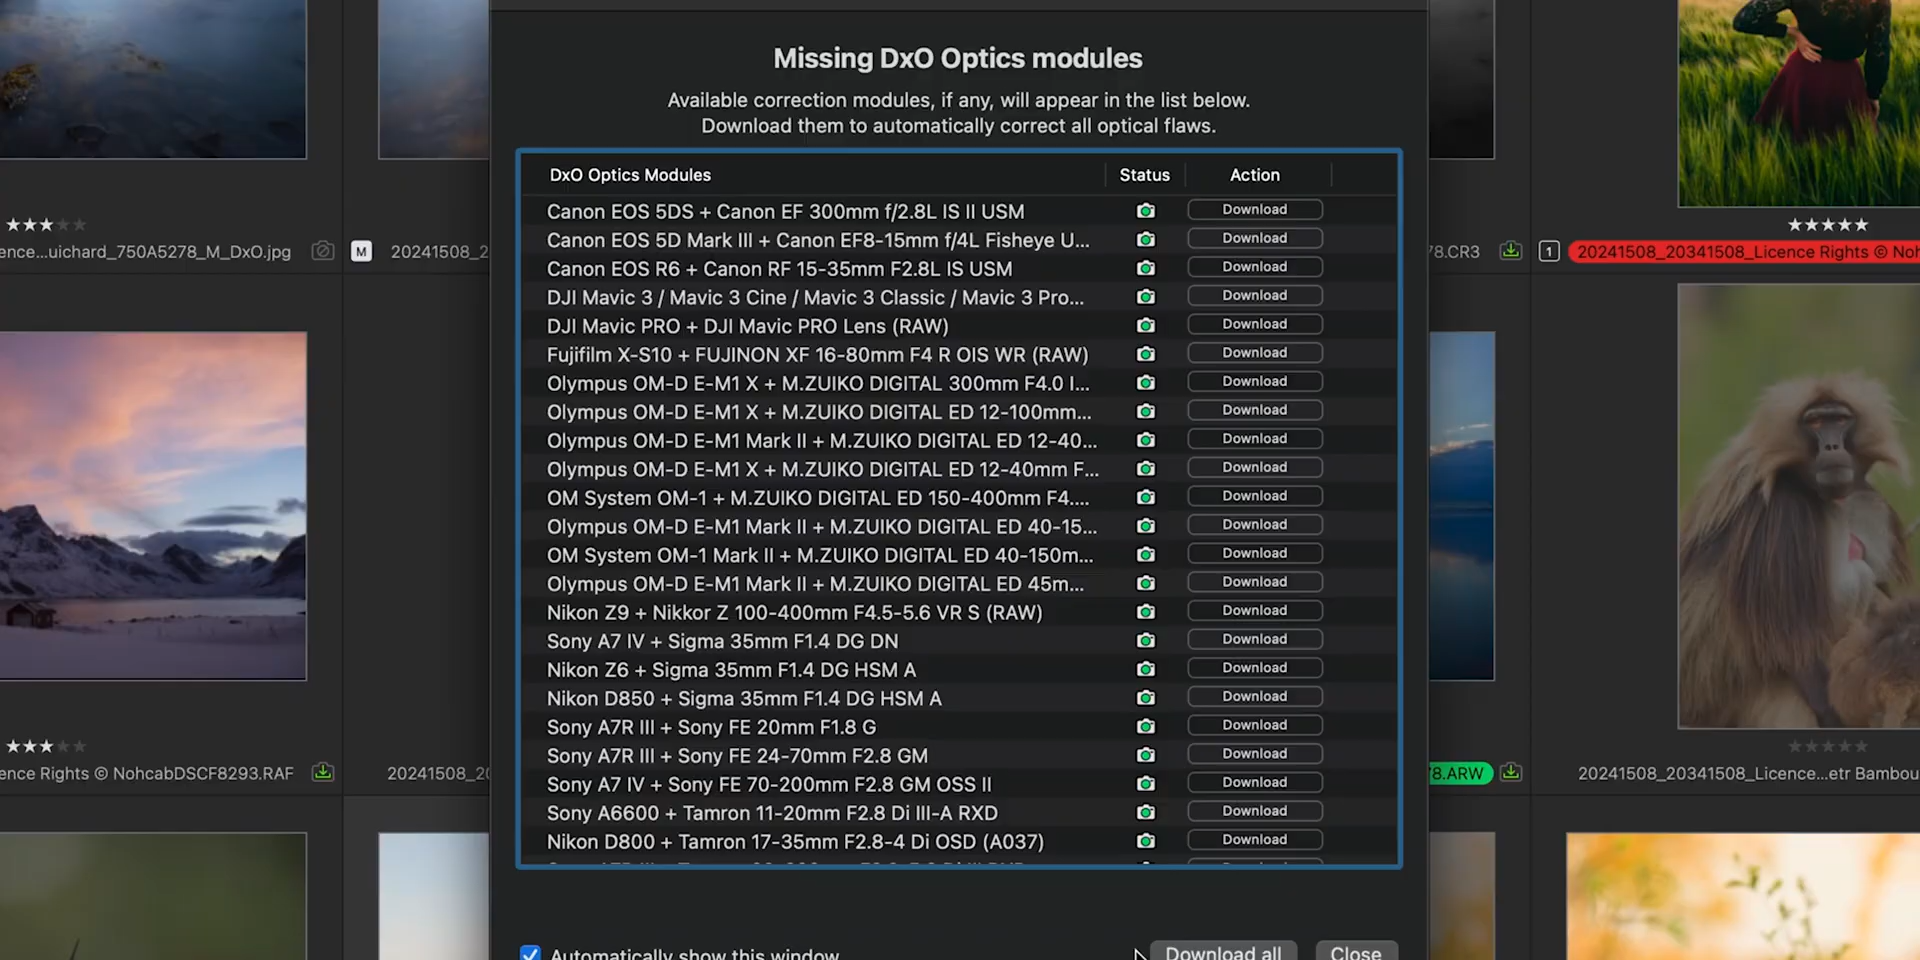 Missing DxO Optics modules
Available correction modules, if any, will appear in the list below.
Download them to automatically correct all optical flaws.
DxO Optics Modules Status Action
Canon EOS 5DS + Canon EF 300mm f/2.8L IS II USM Download
Canon EOS 5D Mark III + Canon EF8-15mm f/4L Fisheye U... Download
Canon EOS R6 + Canon RF 15-35mm F2.8L IS USM Download
DJI Mavic 3 / Mavic 3 Cine / Mavic 3 Classic / Mavic 3 Pro... Download
DJI Mavic PRO + DJI Mavic PRO Lens (RAW) Download
Fujifilm X-S10 + FUJINON XF 16-80mm F4 R OIS WR (RAW) Download
Olympus OM-D E-M1 X + M.ZUIKO DIGITAL 300mm F4.0 I... Download
Olympus OM-D E-M1 X + M.ZUIKO DIGITAL ED 12-100mm... Download
Olympus OM-D E-M1 Mark II + M.ZUIKO DIGITAL ED 12-40... Download
Olympus OM-D E-M1 X + M.ZUIKO DIGITAL ED 12-40mm F... Download
OM System OM-1 + M.ZUIKO DIGITAL ED 150-400mm F4.... Download
Olympus OM-D E-M1 Mark II + M.ZUIKO DIGITAL ED 40-15... Download
OM System OM-1 Mark II + M.ZUIKO DIGITAL ED 40-150m... Download
Olympus OM-D E-M1 Mark II + M.ZUIKO DIGITAL ED 45m... Download
Nikon Z9 + Nikkor Z 100-400mm F4.5-5.6 VR S (RAW) Download
Sony A7 IV + Sigma 35mm F1.4 DG DN Download
Nikon Z6 + Sigma 35mm F1.4 DG HSM A Download
Nikon D850 + Sigma 35mm F1.4 DG HSM A Download
Sony A7R III + Sony FE 20mm F1.8 G Download
Sony A7R III + Sony FE 24-70mm F2.8 GM Download
Sony A7 IV + Sony FE 70-200mm F2.8 GM OSS II Download
Sony A6600 + Tamron 11-20mm F2.8 Di III-A RXD Download
Nikon D800 + Tamron 17-35mm F2.8-4 Di OSD (A037) Download
Automatically show this window Download all Close
ence...uichard_750A5278_M_DxO.jpg M 20241508_2
78.CR3 1 20241508_20341508_Licence Rights © Noh
ence Rights © NohcabDSCF8293.RAF 20241508_20
78.ARW 20241508_20341508_Licence...etr Bambou